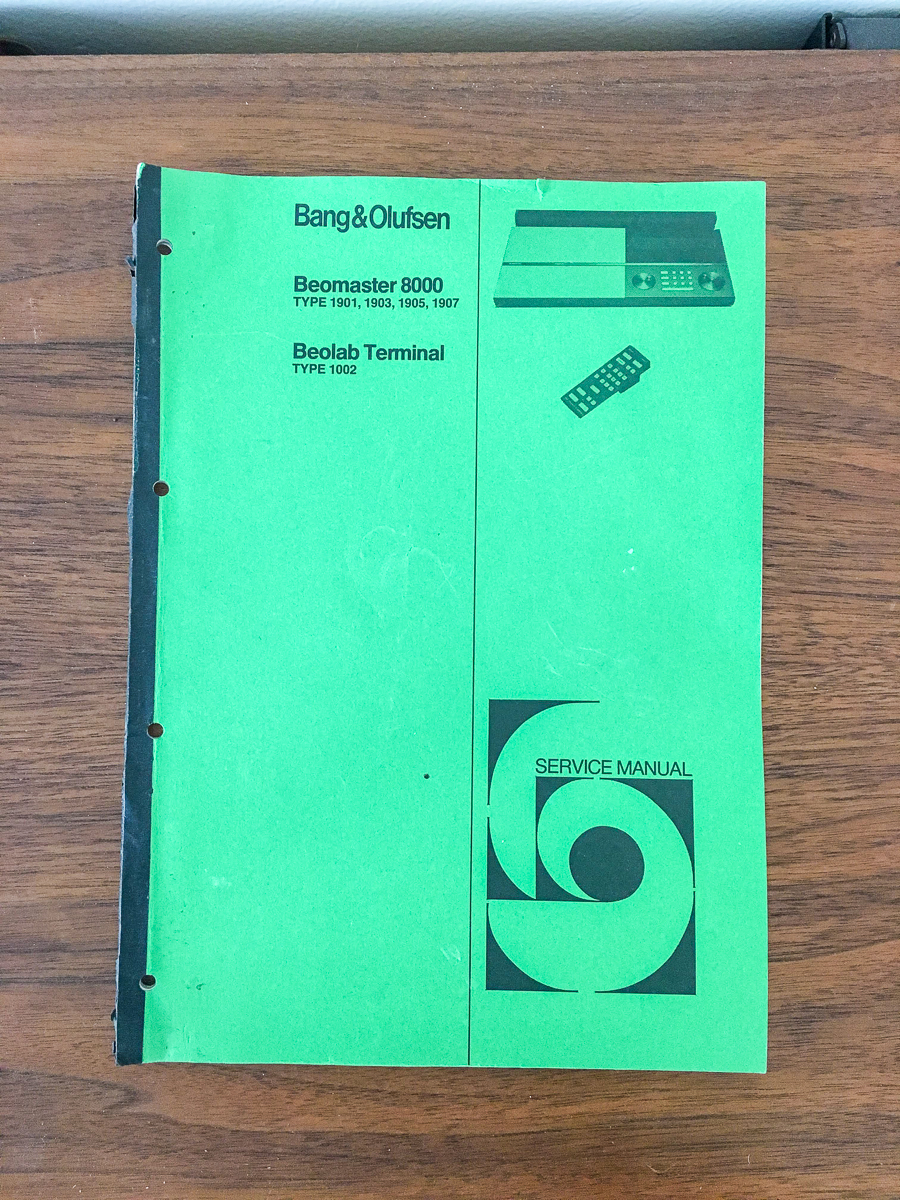 Bang&Olufsen
Beomaster 8000
TYPE 1901, 1903, 1905, 1907
Beolab Terminal
TYPE 1002
SERVICE MANUAL